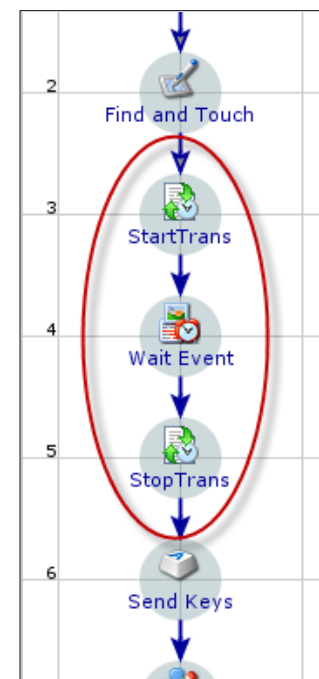 2
Find and Touch
3
StartTrans
4
Wait Event
5
StopTrans
6
Send Keys